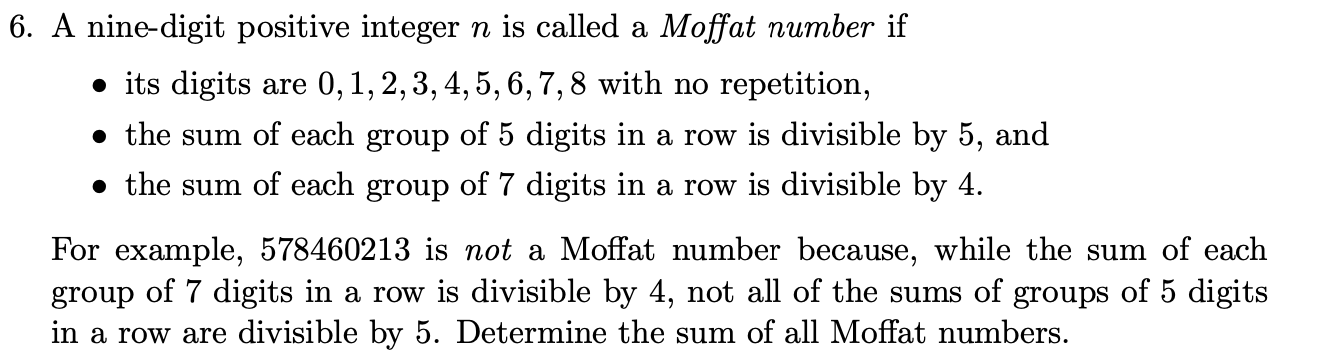 6. A nine-digit positive integer n is called a Moffat number if
• its digits are 0, 1, 2, 3, 4, 5, 6, 7, 8 with no repetition,
• the sum of each group of 5 digits in a row is divisible by 5, and
• the sum of each group of 7 digits in a row is divisible by 4.
For example, 578460213 is not a Moffat number because, while the sum of each
group of 7 digits in a row is divisible by 4, not all of the sums of groups of 5 digits
in a row are divisible by 5. Determine the sum of all Moffat numbers.